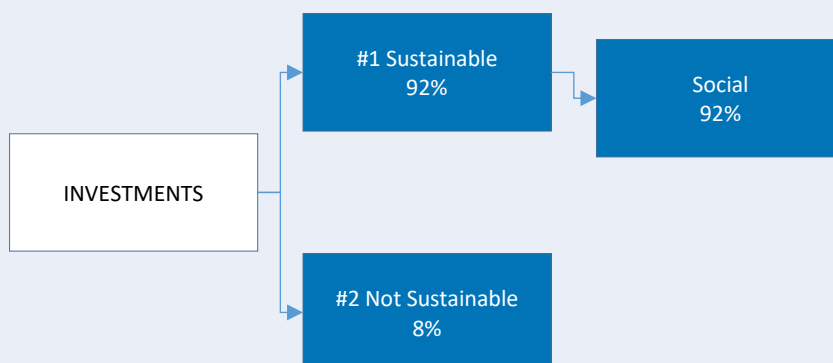 #1 Sustainable
92%
Social
92%
INVESTMENTS
#2 Not Sustainable
8%